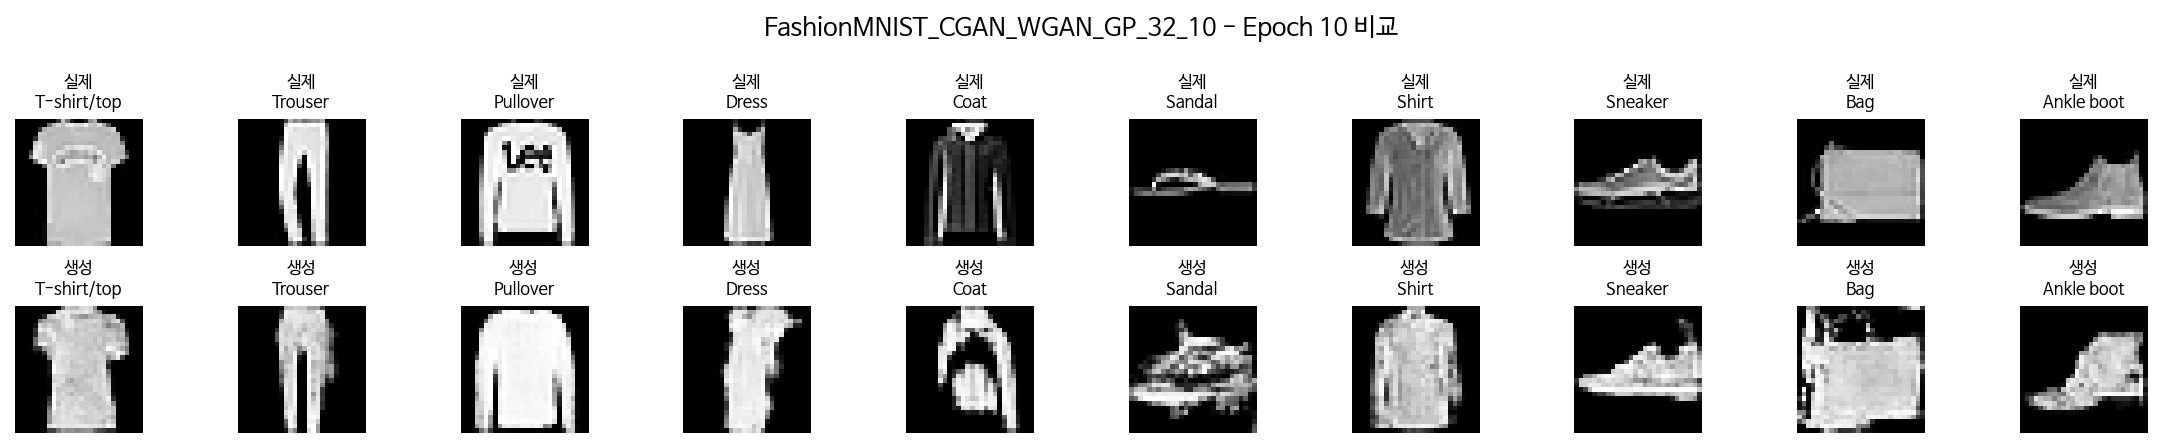 FashionMNIST_CGAN_WGAN_GP_32_10 - Epoch 10 비교
실제 실제 실제 실제 실제 실제 실제 실제 실제 실제
T-shirt/top Trouser Pullover Dress Coat Sandal Shirt Sneaker Bag Ankle boot
Lee
생성 생성 생성 생성 생성 생성 생성 생성 생성 생성
T-shirt/top Trouser Pullover Dress Coat Sandal Shirt Sneaker Bag Ankle boot